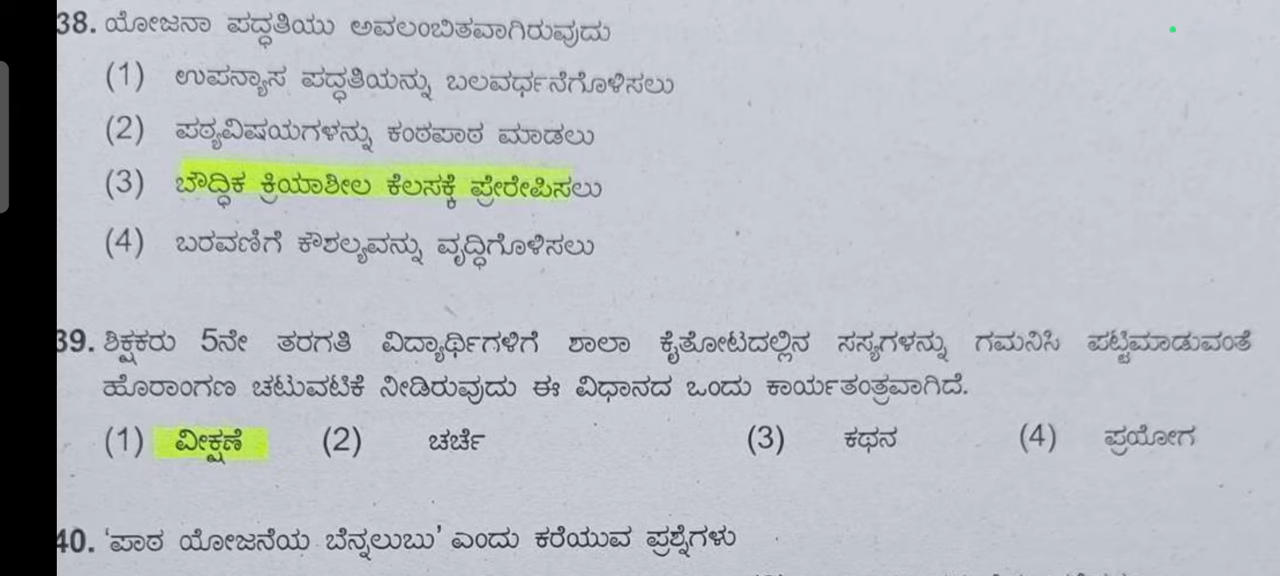 38. ಯೋಜನಾ ಪದ್ಧತಿಯು ಅವಲಂಬಿತವಾಗಿರುವುದು
(1) ಉಪನ್ಯಾಸ ಪದ್ಧತಿಯನ್ನು ಬಲವರ್ಧನೆಗೊಳಿಸಲು
(2) ಪಠ್ಯವಿಷಯಗಳನ್ನು ಕಂಠಪಾಠ ಮಾಡಲು
(3) ಬೌದ್ಧಿಕ ಕ್ರಿಯಾಶೀಲ ಕೆಲಸಕ್ಕೆ ಪ್ರೇರೇಪಿಸಲು
(4) ಬರವಣಿಗೆ ಕೌಶಲ್ಯವನ್ನು ವೃದ್ಧಿಗೊಳಿಸಲು
39. ಶಿಕ್ಷಕರು 5ನೇ ತರಗತಿ ವಿದ್ಯಾರ್ಥಿಗಳಿಗೆ ಶಾಲಾ ಕೈತೋಟದಲ್ಲಿನ ಸಸ್ಯಗಳನ್ನು ಗಮನಿಸಿ ಪಟ್ಟಿಮಾಡುವಂತೆ
ಹೊರಾಂಗಣ ಚಟುವಟಿಕೆ ನೀಡಿರುವುದು ಈ ವಿಧಾನದ ಒಂದು ಕಾರ್ಯತಂತ್ರವಾಗಿದೆ.
(1) ವೀಕ್ಷಣೆ (2) ಚರ್ಚೆ (3) ಕಥನ (4) ಪ್ರಯೋಗ
40. 'ಪಾಠ ಯೋಜನೆಯ ಬೆನ್ನಲುಬು' ಎಂದು ಕರೆಯುವ ಪ್ರಶ್ನೆಗಳು